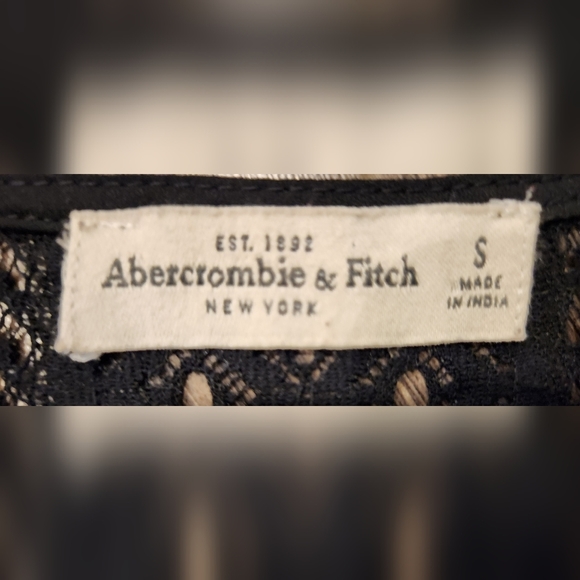 EST. 1892
Abercrombie & Fitch
NEW YORK
S
MADE
IN INDIA